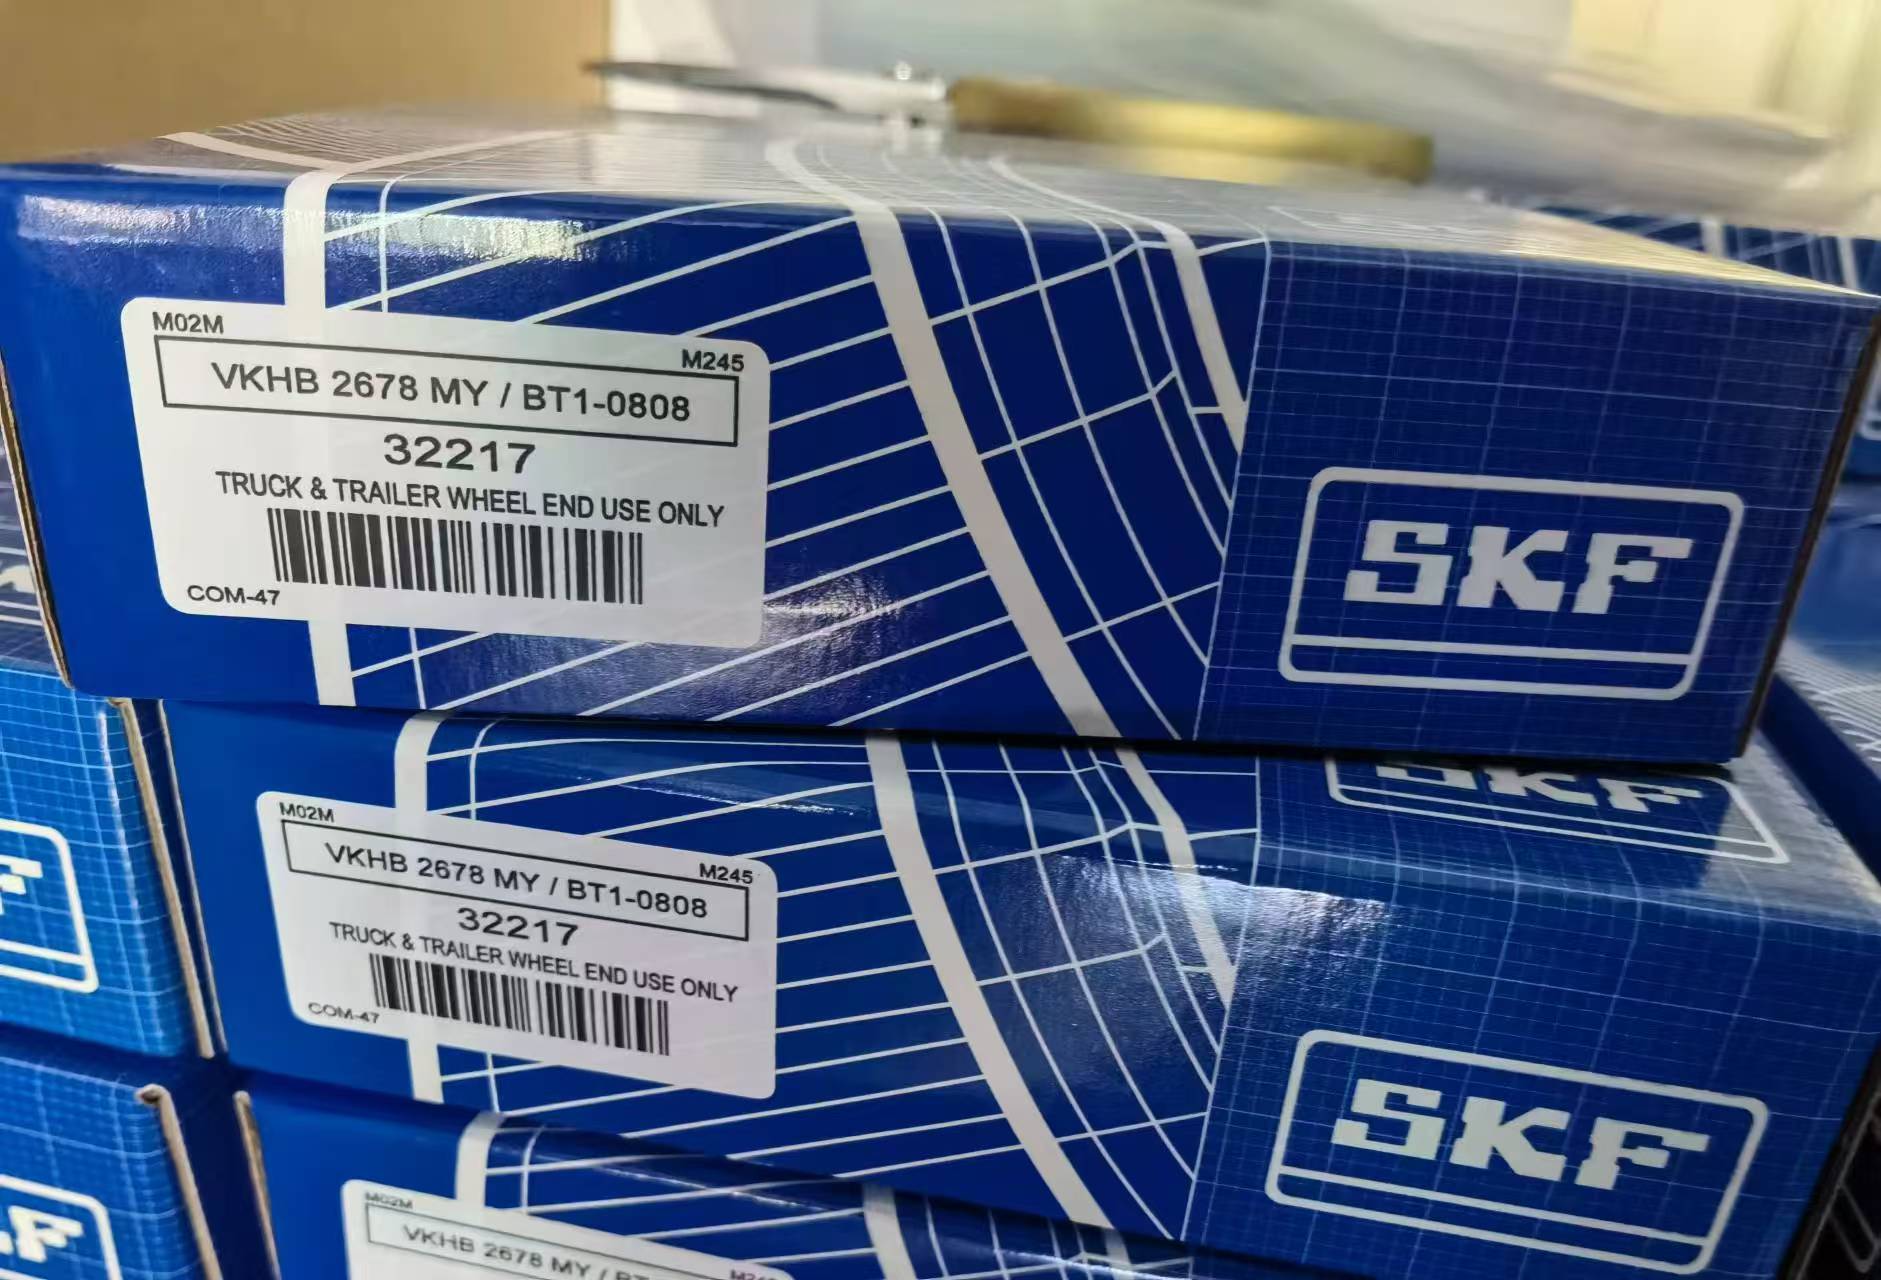 M02M
M245
VKHB 2678 MY / BT1-0808
32217
TRUCK & TRAILER WHEEL END USE ONLY
COM-47
SKF
SKF
M02M
M245
VKHB 2678 MY / BT1-0808
32217
TRUCK & TRAILER WHEEL END USE ONLY
COM-47
SKF
M02M
VKHB 2678 MY /